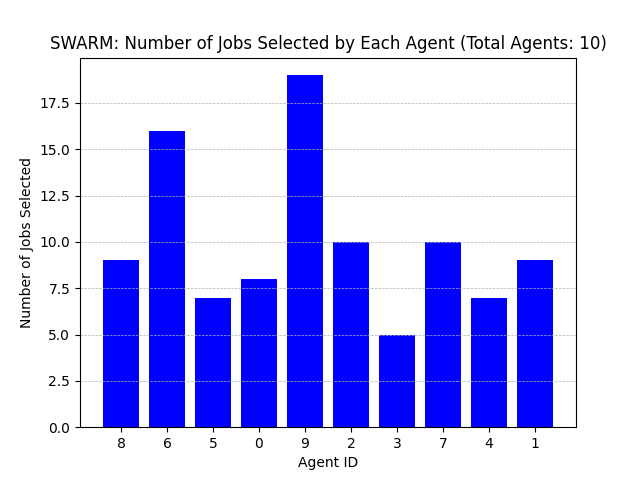 SWARM: Number of Jobs Selected by Each Agent (Total Agents: 10)
Number of Jobs Selected
17.5
15.0
12.5
10.0
7.5
5.0
2.5
0.0
8 6 5 0 9 2 3 7 4 1
Agent ID